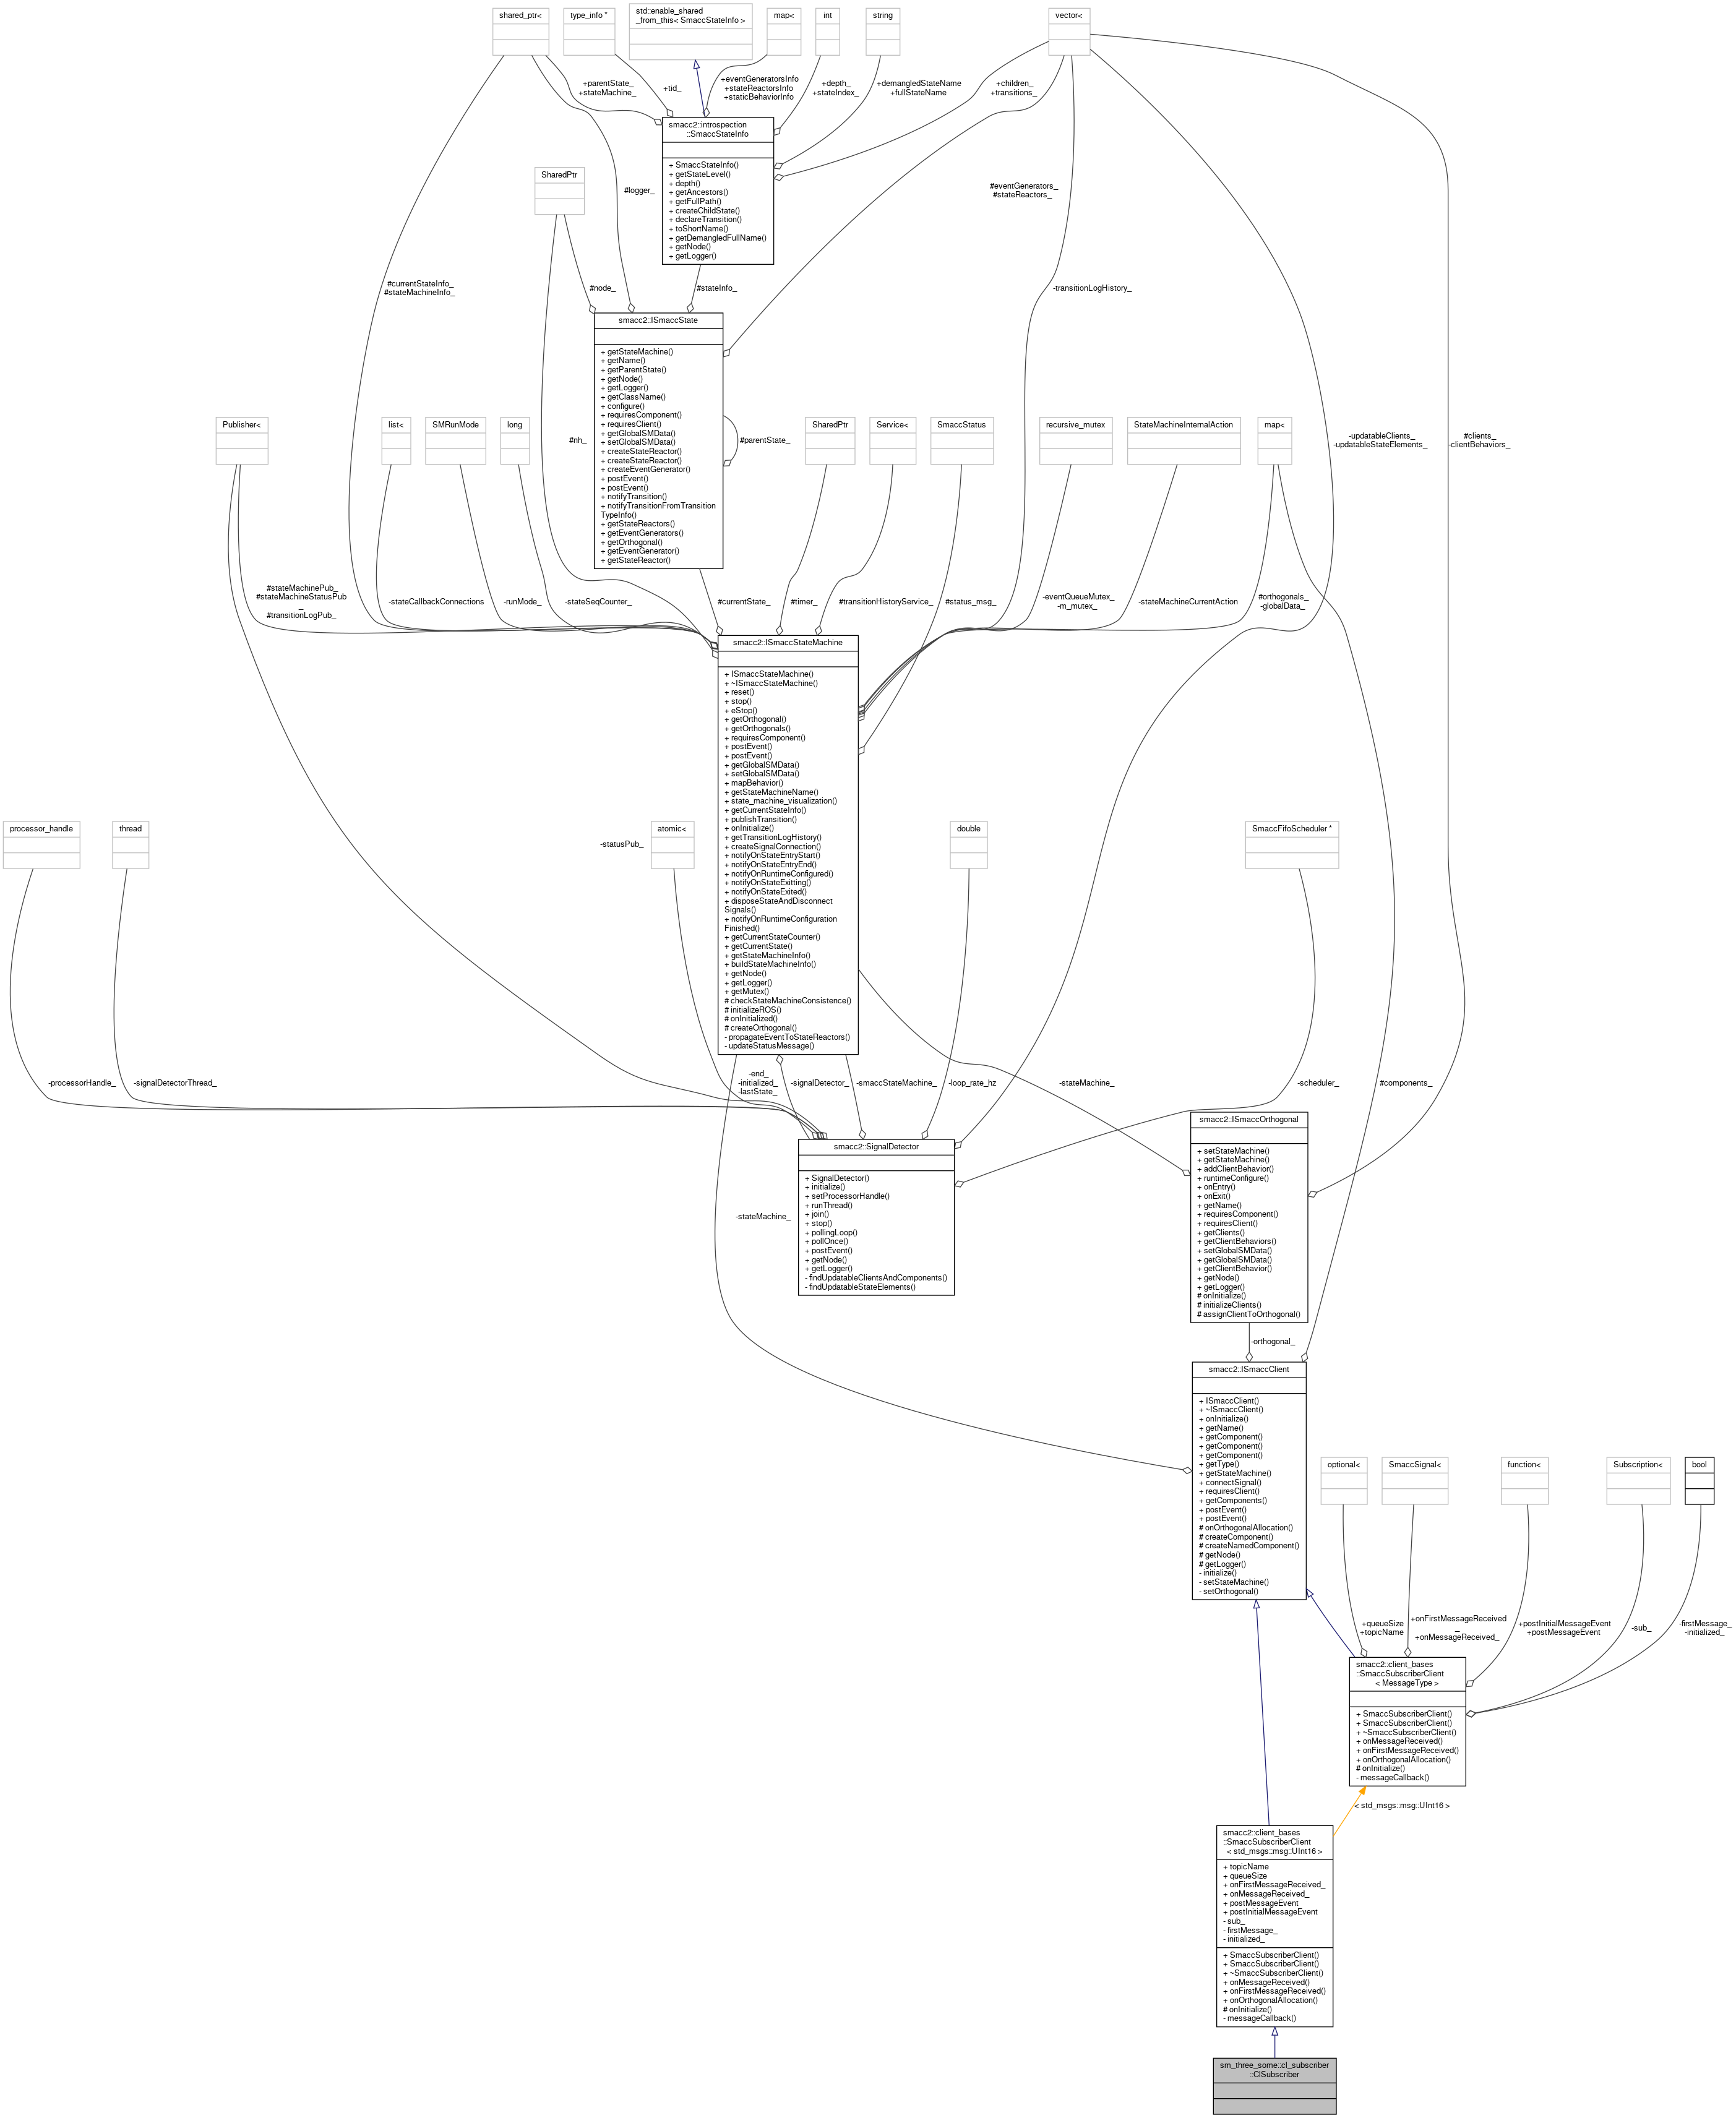 shared_ptr<
type_info *
std::enable_shared
_from_this< SmaccStateInfo >
map<
int
string
vector<
+parentState_
+stateMachine_
+tid_
+eventGeneratorsInfo
+stateReactorsInfo
+staticBehaviorInfo
+depth_
+stateIndex_
+demangledStateName
+fullStateName
+children_
+transitions_
smacc2::introspection
::SmaccStateInfo
+ SmaccStateInfo()
+ getStateLevel()
+ depth()
+ getAncestors()
+ getFullPath()
+ createChildState()
+ declareTransition()
+ toShortName()
+ getDemangledFullName()
+ getNode()
+ getLogger()
SharedPtr
#logger_
#eventGenerators_
#stateReactors_
#currentStateInfo_
#stateMachineInfo_
#node_
#stateInfo_
-transitionLogHistory_
smacc2::ISmaccState
+ getStateMachine()
+ getName()
+ getParentState()
+ getNode()
+ getLogger()
+ getClassName()
+ configure()
+ requiresComponent()
+ requiresClient()
+ getGlobalSMData()
+ setGlobalSMData()
+ createStateReactor()
+ createStateReactor()
+ createEventGenerator()
+ postEvent()
+ postEvent()
+ notifyTransition()
+ notifyTransitionFromTransition
TypeInfo()
+ getStateReactors()
+ getEventGenerators()
+ getOrthogonal()
+ getEventGenerator()
+ getStateReactor()
Publisher<
list<
SMRunMode
long
#nh_
#parentState_
SharedPtr
Service<
SmaccStatus
recursive_mutex
StateMachineInternalAction
map<
-updatableClients_
-updatableStateElements_
#clients_
-clientBehaviors_
#stateMachinePub_
#stateMachineStatusPub
_
#transitionLogPub_
-stateCallbackConnections
-runMode_
-stateSeqCounter_
#currentState_
#timer_
#transitionHistoryService_
#status_msg_
-eventQueueMutex_
-m_mutex_
-stateMachineCurrentAction
#orthogonals_
-globalData_
smacc2::ISmaccStateMachine
+ ISmaccStateMachine()
+ ~ISmaccStateMachine()
+ reset()
+ stop()
+ eStop()
+ getOrthogonal()
+ getOrthogonals()
+ requiresComponent()
+ postEvent()
+ postEvent()
+ getGlobalSMData()
+ setGlobalSMData()
+ mapBehavior()
+ getStateMachineName()
+ state_machine_visualization()
+ getCurrentStateInfo()
+ publishTransition()
+ onInitialize()
+ getTransitionLogHistory()
+ createSignalConnection()
+ notifyOnStateEntryStart()
+ notifyOnStateEntryEnd()
+ notifyOnRuntimeConfigured()
+ notifyOnStateExitting()
+ notifyOnStateExited()
+ disposeStateAndDisconnect
Signals()
+ notifyOnRuntimeConfiguration
Finished()
+ getCurrentStateCounter()
+ getCurrentState()
+ getStateMachineInfo()
+ buildStateMachineInfo()
+ getNode()
+ getLogger()
+ getMutex()
# checkStateMachineConsistence()
# initializeROS()
# onInitialized()
# createOrthogonal()
- propagateEventToStateReactors()
- updateStatusMessage()
processor_handle
thread
-statusPub_
atomic<
double
SmaccFifoScheduler *
-processorHandle_
-signalDetectorThread_
-end_
-initialized_
-lastState_
-signalDetector_
-smaccStateMachine_
-loop_rate_hz
-stateMachine_
-scheduler_
#components_
smacc2::SignalDetector
+ SignalDetector()
+ initialize()
+ setProcessorHandle()
+ runThread()
+ join()
+ stop()
+ pollingLoop()
+ pollOnce()
+ postEvent()
+ getNode()
+ getLogger()
- findUpdatableClientsAndComponents()
- findUpdatableStateElements()
smacc2::ISmaccOrthogonal
+ setStateMachine()
+ getStateMachine()
+ addClientBehavior()
+ runtimeConfigure()
+ onEntry()
+ onExit()
+ getName()
+ requiresComponent()
+ requiresClient()
+ getClients()
+ getClientBehaviors()
+ setGlobalSMData()
+ getGlobalSMData()
+ getClientBehavior()
+ getNode()
+ getLogger()
# onInitialize()
# initializeClients()
# assignClientToOrthogonal()
-stateMachine_
-orthogonal_
smacc2::ISmaccClient
+ ISmaccClient()
+ ~ISmaccClient()
+ onInitialize()
+ getName()
+ getComponent()
+ getComponent()
+ getComponent()
+ getType()
+ getStateMachine()
+ connectSignal()
+ requiresClient()
+ getComponents()
+ postEvent()
+ postEvent()
# onOrthogonalAllocation()
# createComponent()
# createNamedComponent()
# getNode()
# getLogger()
- initialize()
- setStateMachine()
- setOrthogonal()
optional<
SmaccSignal<
function<
Subscription<
bool
+queueSize
+topicName
+onFirstMessageReceived
_
+onMessageReceived_
+postInitialMessageEvent
+postMessageEvent
-sub_
-firstMessage_
-initialized_
smacc2::client_bases
::SmaccSubscriberClient
< MessageType >
+ SmaccSubscriberClient()
+ SmaccSubscriberClient()
+ ~SmaccSubscriberClient()
+ onMessageReceived()
+ onFirstMessageReceived()
+ onOrthogonalAllocation()
# onInitialize()
- messageCallback()
< std_msgs::msg::UInt16 >
smacc2::client_bases
::SmaccSubscriberClient
< std_msgs::msg::UInt16 >
+ topicName
+ queueSize
+ onFirstMessageReceived_
+ onMessageReceived_
+ postMessageEvent
+ postInitialMessageEvent
- sub_
- firstMessage_
- initialized_
+ SmaccSubscriberClient()
+ SmaccSubscriberClient()
+ ~SmaccSubscriberClient()
+ onMessageReceived()
+ onFirstMessageReceived()
+ onOrthogonalAllocation()
# onInitialize()
- messageCallback()
sm_three_some::cl_subscriber
::ClSubscriber